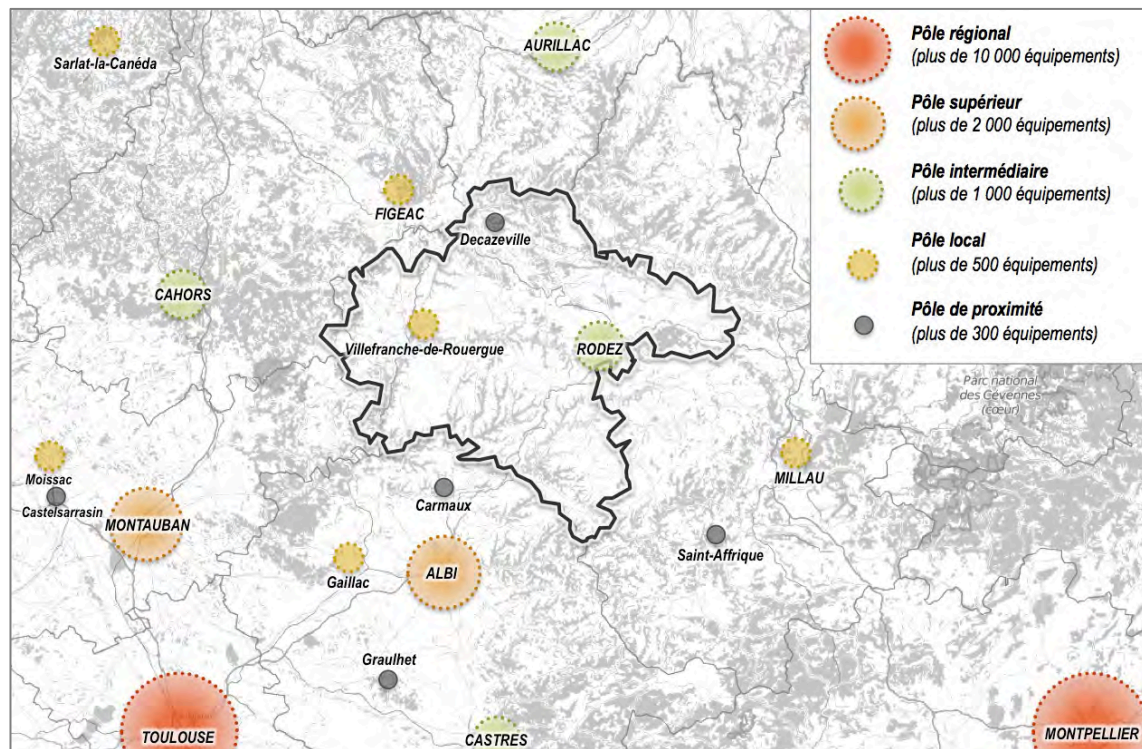 Sarlat-la-Canéda
AURILLAC
Pôle régional
(plus de 10 000 équipements)
Pôle supérieur
(plus de 2 000 équipements)
Pôle intermédiaire
(plus de 1 000 équipements)
Pôle local
(plus de 500 équipements)
Pôle de proximité
(plus de 300 équipements)
FIGEAC
Decazeville
CAHORS
Villefranche-de-Rouergue
RODEZ
Parc national
des Cévennes
(cœur)
Moissac
Castelsarrasin
MONTAUBAN
Carmaux
MILLAU
Saint-Affrique
Gaillac
ALBI
Graulhet
TOULOUSE
CASTRES
MONTPELLIER